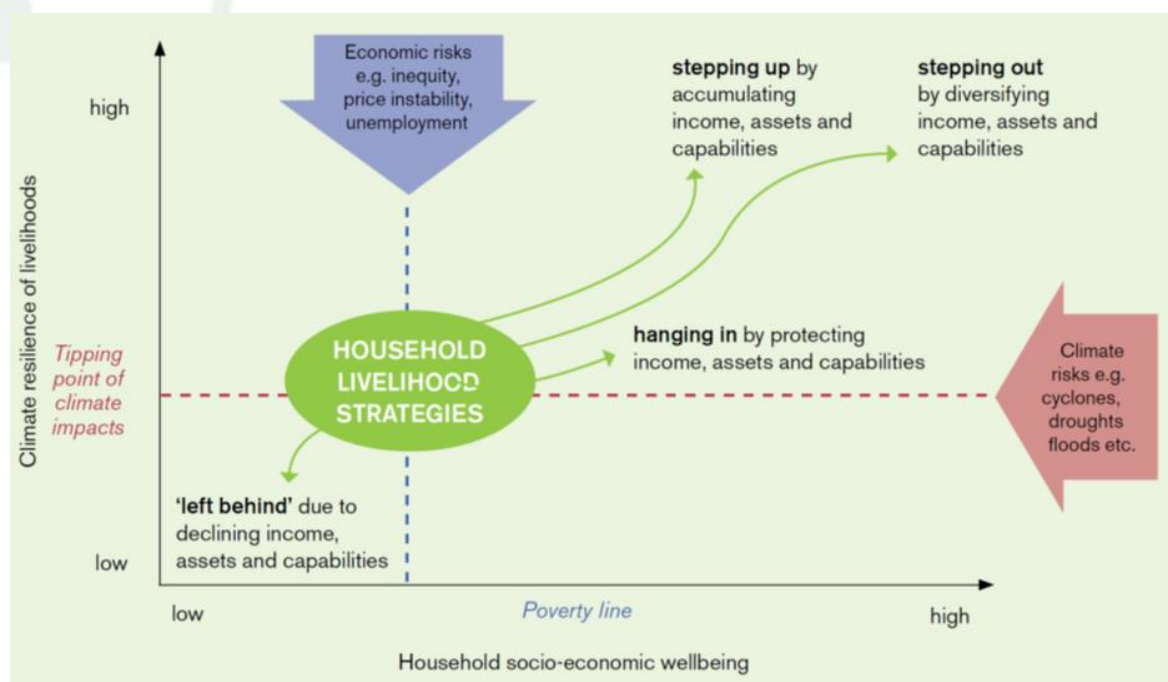 Economic risks
e.g. inequity,
price instability,
unemployment
stepping up by
accumulating
income, assets and
capabilities
stepping out
by diversifying
income, assets and
capabilities
high
Climate resilience of livelihoods
Tipping
point of
climate
impacts
HOUSEHOLD
LIVELIHOOD
STRATEGIES
hanging in by protecting
income, assets and capabilities
Climate
risks e.g.
cyclones,
droughts
floods etc.
‘left behind’ due to
declining income,
assets and capabilities
low
low
Poverty line
high
Household socio-economic wellbeing